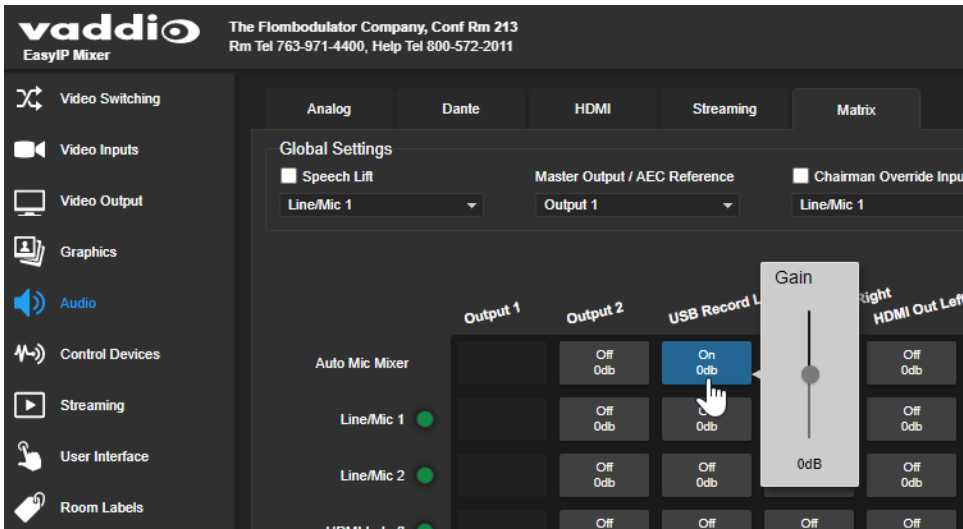 vaddio
EasyIP Mixer
The Flombodulator Company, Conf Rm 213
Rm Tel 763-971-4400, Help Tel 800-572-2011
Video Switching
Video Inputs
Video Output
Graphics
Audio
Control Devices
Streaming
User Interface
Room Labels
Analog Dante HDMI Streaming Matrix
Global Settings
Speech Lift Master Output / AEC Reference Chairman Override Inpu
Line/Mic 1 Output 1 Line/Mic 1
Gain
0dB
Output 1 Output 2 USB Record L Right HDMI Out Left
Auto Mic Mixer Off On Off
0db 0db 0db
Line/Mic 1 Off Off
0db 0db 0db
Line/Mic 2 Off Off Off
0db 0db 0db
Off Off Off Off